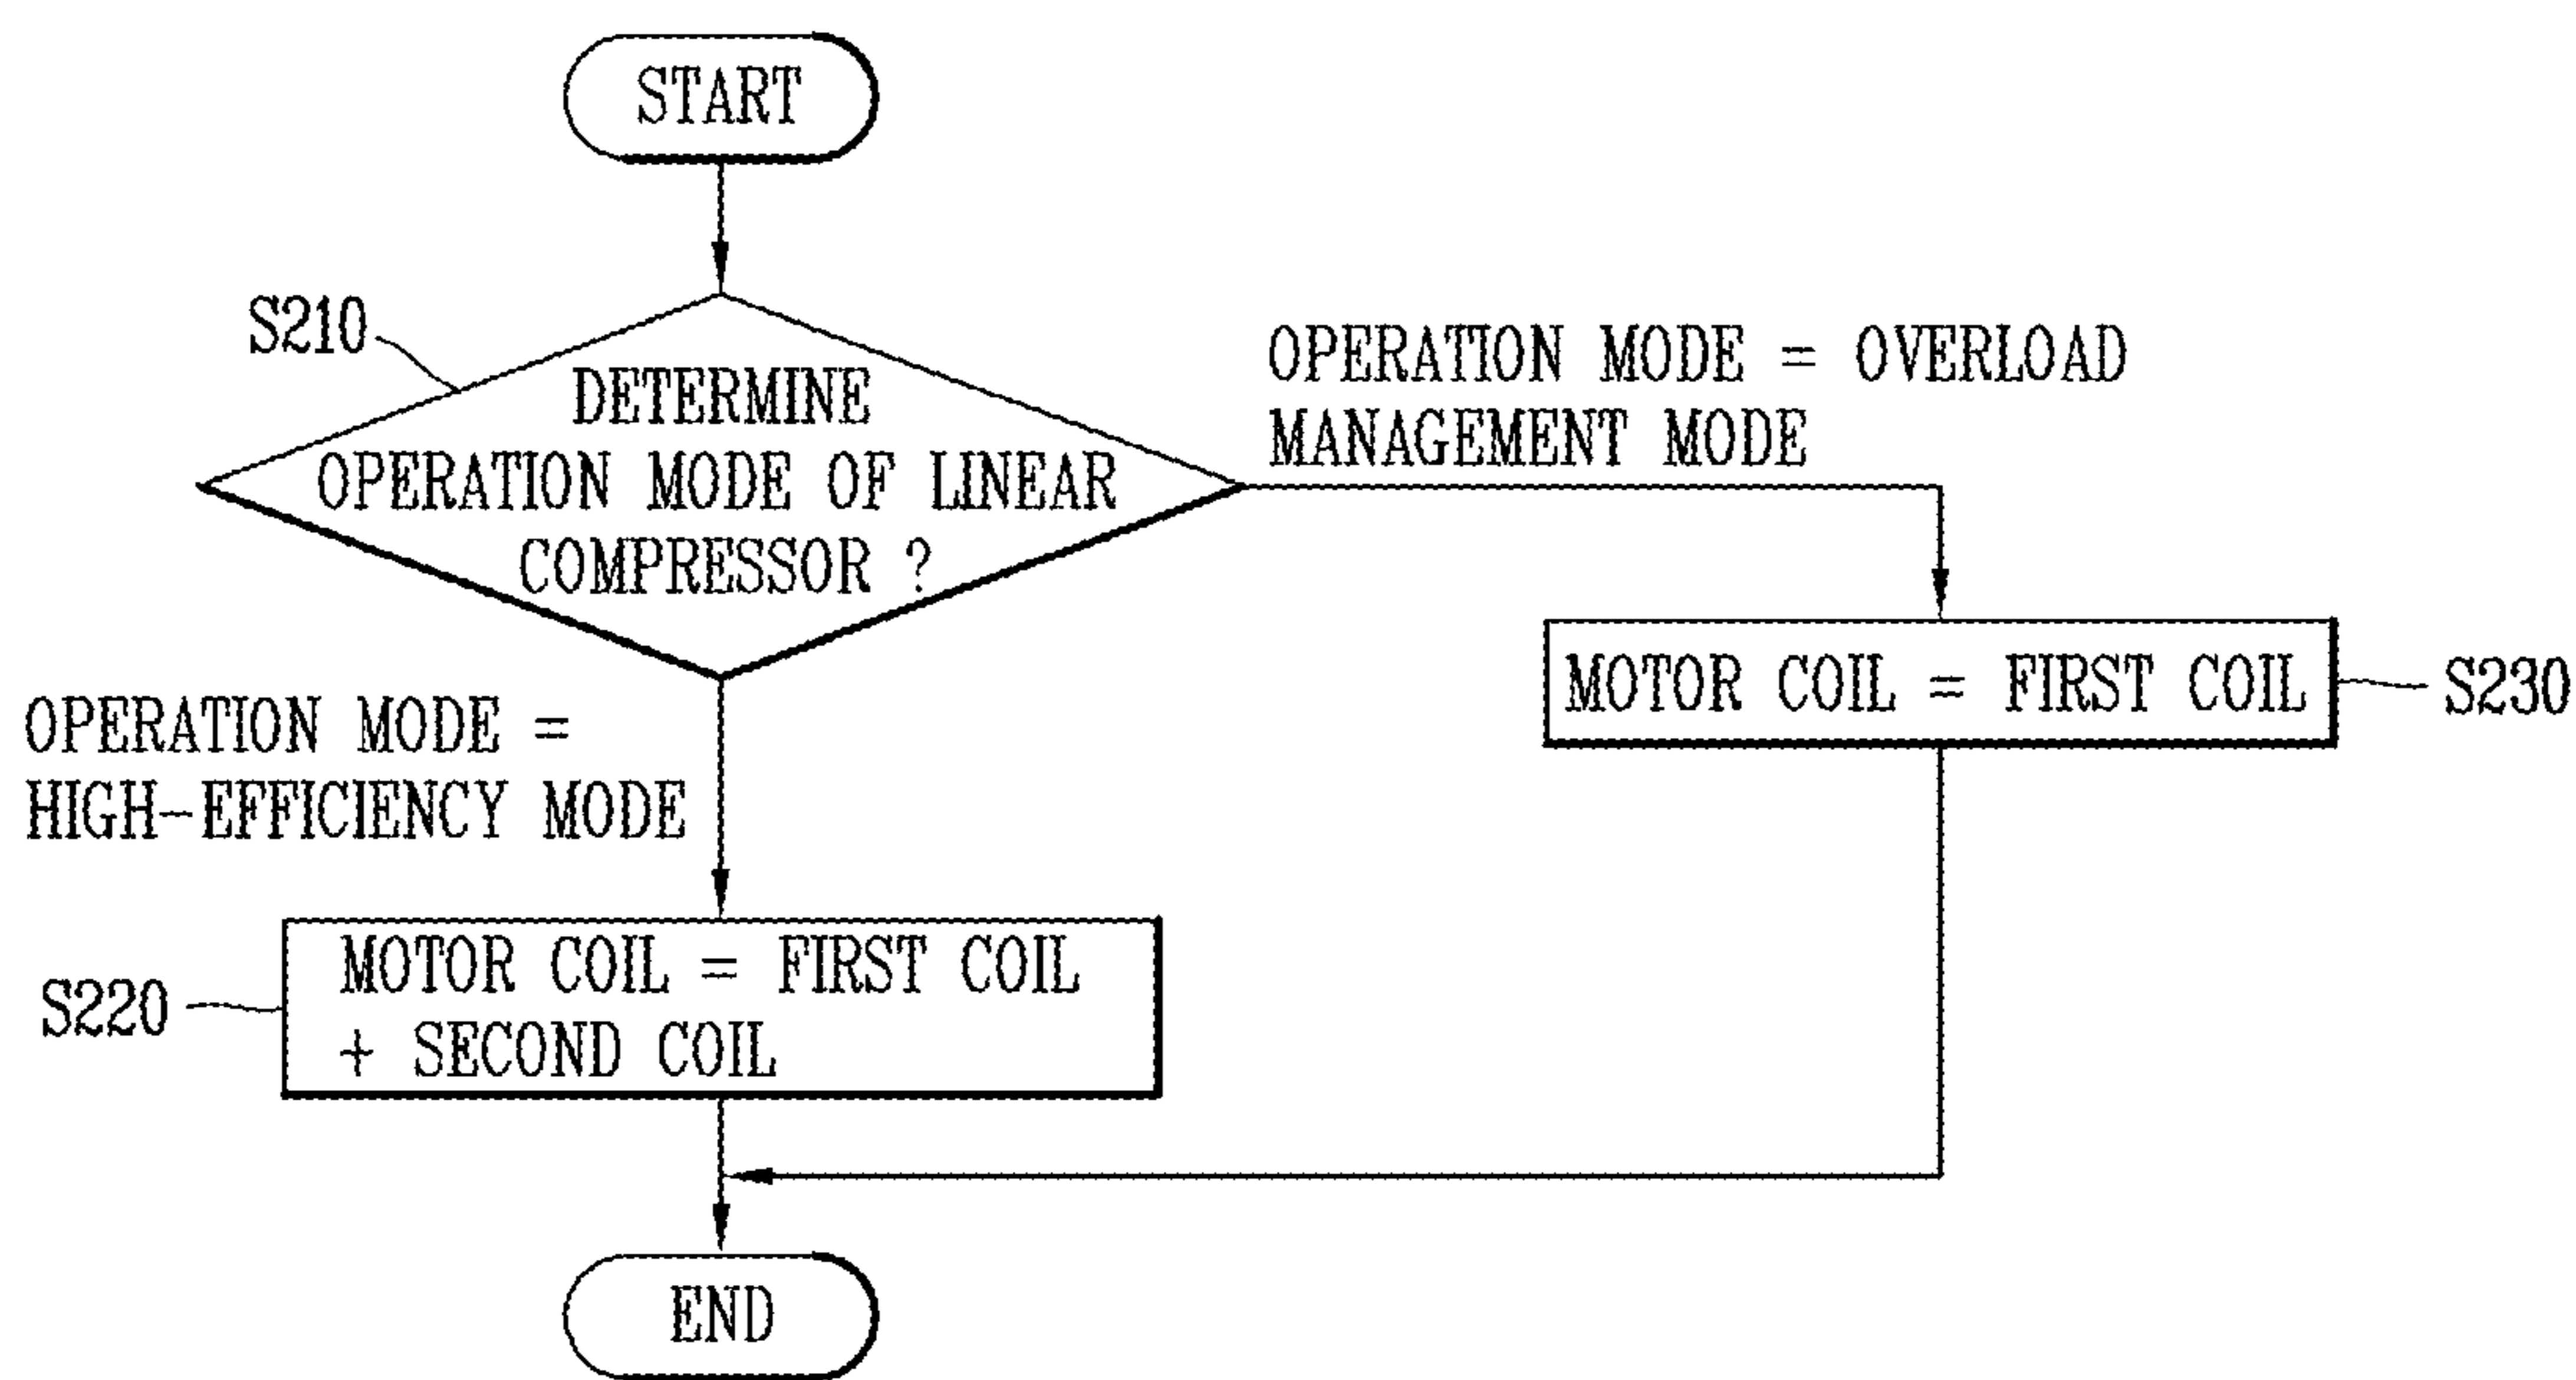 START
S210
DETERMINE
OPERATION MODE OF LINEAR
COMPRESSOR ?
OPERATION MODE = OVERLOAD
MANAGEMENT MODE
MOTOR COIL = FIRST COIL
S230
OPERATION MODE =
HIGH-EFFICIENCY MODE
S220
MOTOR COIL = FIRST COIL
+ SECOND COIL
END